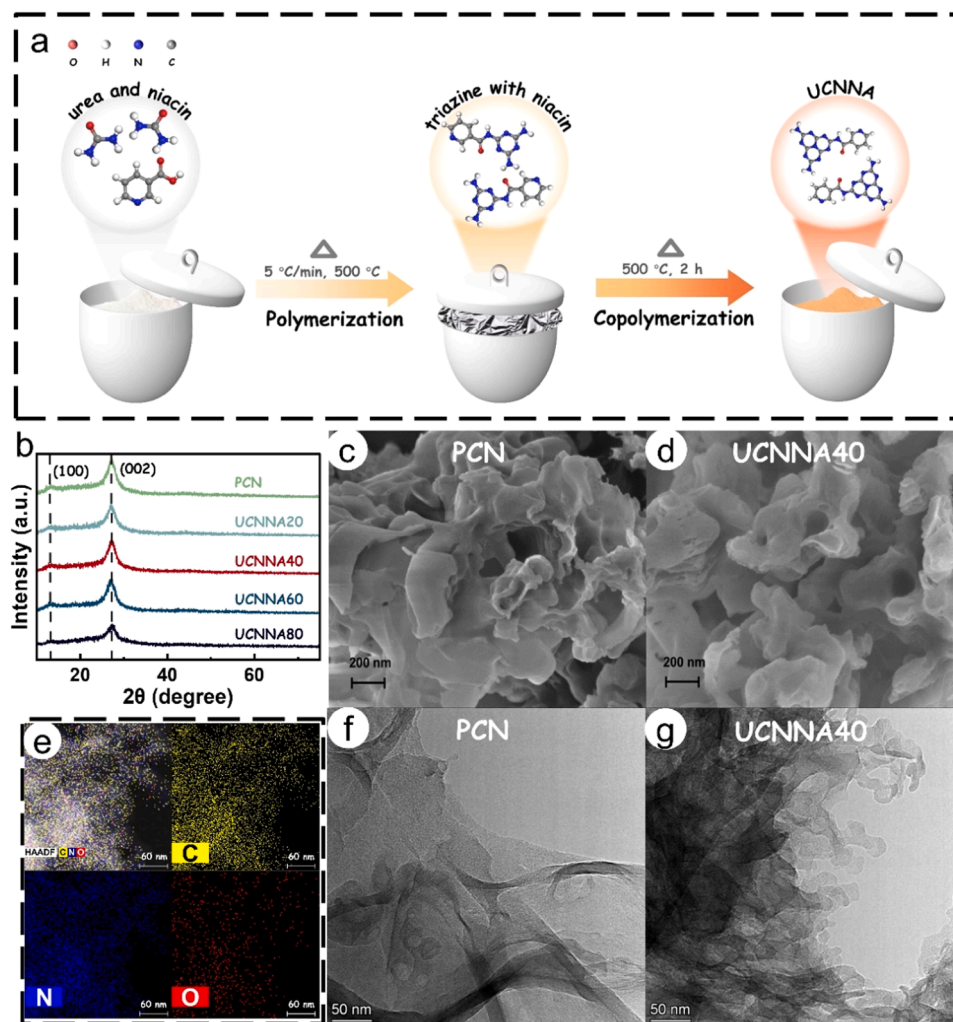 a
O H N C
urea and niacin
triazine with niacin
UCNNA
5 °C/min, 500 °C
Polymerization
500 °C, 2 h
Copolymerization
b
(100)
(002)
PCN
UCNNA20
UCNNA40
UCNNA60
UCNNA80
Intensity (a.u.)
20 40 60
2θ (degree)
c
PCN
200 nm
d
UCNNA40
200 nm
e
HAADF C N O
60 nm
C
60 nm
N
60 nm
O
60 nm
f
PCN
50 nm
g
UCNNA40
50 nm